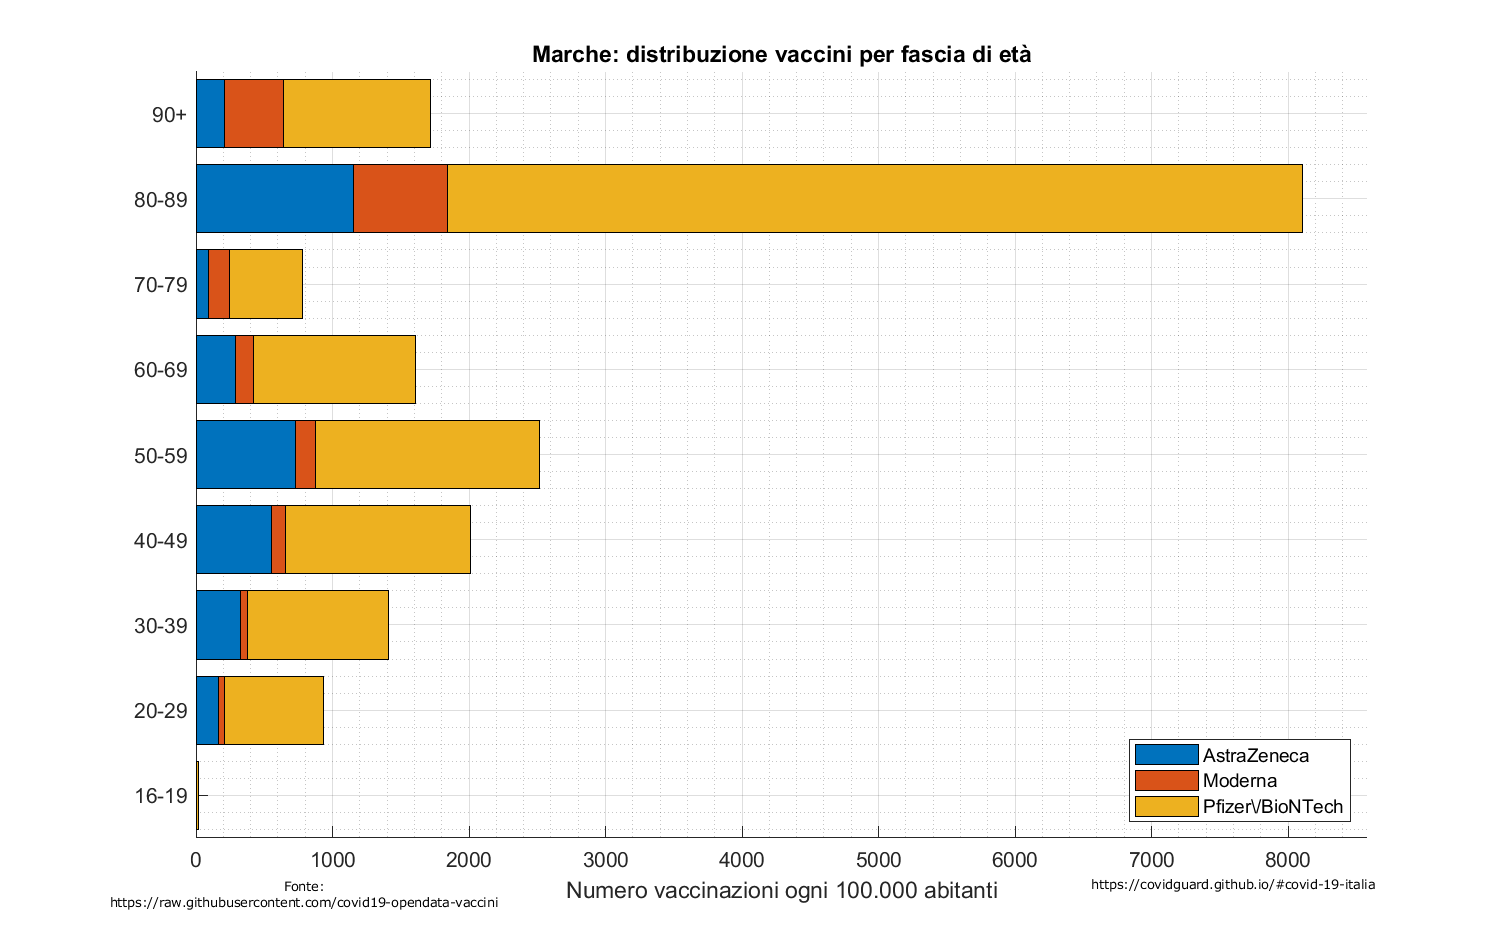 Marche: distribuzione vaccini per fascia di età
90+
80-89
70-79
60-69
50-59
40-49
30-39
20-29
16-19
AstraZeneca
Moderna
Pfizer\/BioNTech
0 1000 2000 3000 4000 5000 6000 7000 8000
Numero vaccinazioni ogni 100.000 abitanti
Fonte:
https://raw.githubusercontent.com/covid19-opendata-vaccini
https://covidguard.github.io/#covid-19-italia